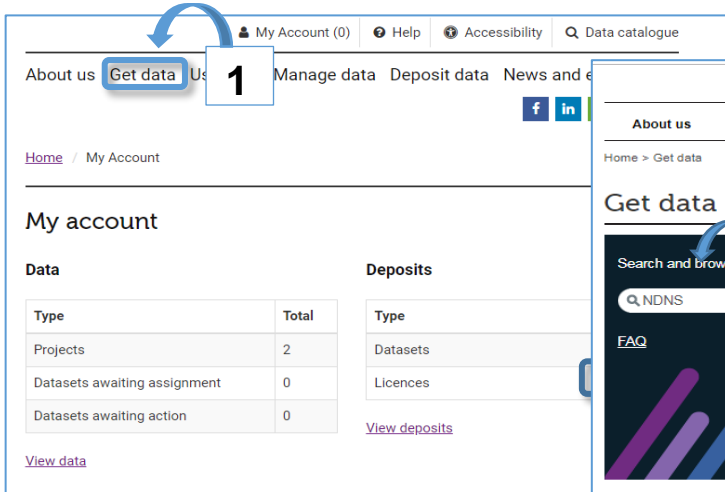 My Account (0) Help Accessibility Data catalogue
About us Get data Us 1 Manage data Deposit data News and e
f in
Home / My Account
My account
Data
Type Total
Projects 2
Datasets awaiting assignment 0
Datasets awaiting action 0
View data
Deposits
Type
Datasets
Licences
View deposits
About us
Home > Get data
Get data
Search and brow
NDNS
FAQ